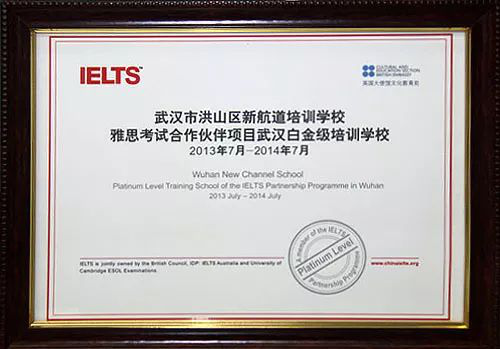 IELTS™
CULTURAL AND
EDUCATION SECTION
BRITISH EMBASSY
英国大使馆文化教育处
武汉市洪山区新航道培训学校
雅思考试合作伙伴项目武汉白金级培训学校
2013年7月-2014年7月
Wuhan New Channel School
Platinum Level Training School of the IELTS Partnership Programme in Wuhan
2013 July – 2014 July
A member of the IELTS
Platinum Level
Partnership Programme
IELTS is jointly owned by the British Council, IDP: IELTS Australia and University of
Cambridge ESOL Examinations.
www.chinaielts.org